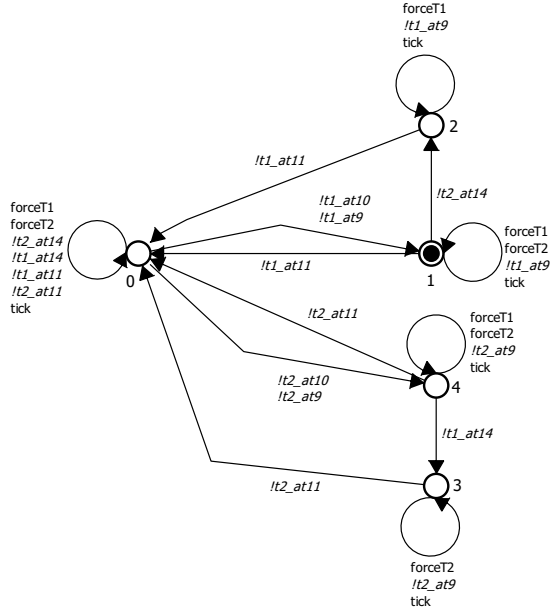 forceT1
!t1_at9
tick
2
!t1_at11
!t2_at14
!t1_at10
!t1_at9
forceT1
forceT2
!t2_at14
!t1_at14
!t1_at11
!t2_at11
tick
0
!t1_at11
1
forceT1
forceT2
!t1_at9
tick
!t2_at11
forceT1
forceT2
!t2_at9
tick
!t2_at10
!t2_at9
4
!t1_at14
3
!t2_at11
forceT2
!t2_at9
tick